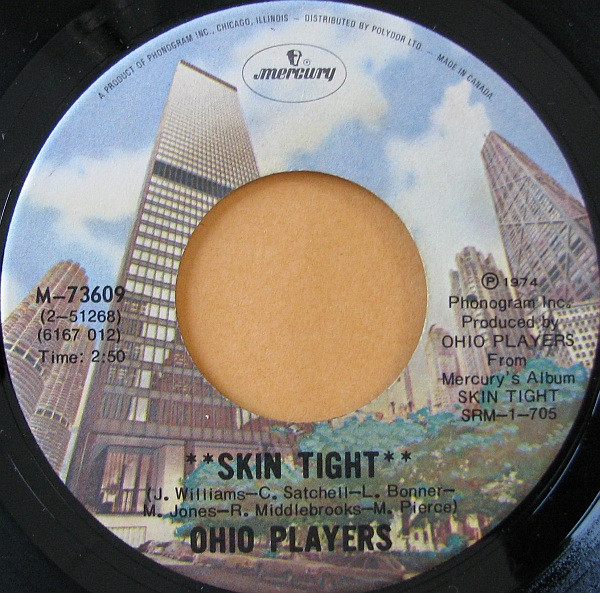 A PRODUCT OF PHONOGRAM INC., CHICAGO, ILLINOIS — DISTRIBUTED BY POLYDOR LTD. — MADE IN CANADA.
mercury
M-73609
(2-51268)
(6167 012)
Time: 2:50
Ⓟ 1974
Phonogram Inc.
Produced by
OHIO PLAYERS
From
Mercury's Album
SKIN TIGHT
SRM-1-705
**SKIN TIGHT**
(J. Williams—C. Satchell—L. Bonner—
M. Jones—R. Middlebrooks—M. Pierce)
OHIO PLAYERS